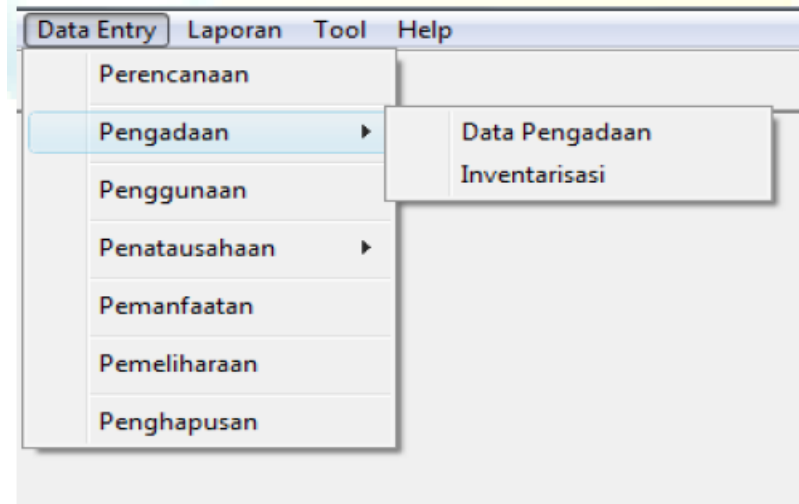 Data Entry Laporan Tool Help
Perencanaan
Pengadaan
Data Pengadaan
Inventarisasi
Penggunaan
Penatausahaan
Pemanfaatan
Pemeliharaan
Penghapusan